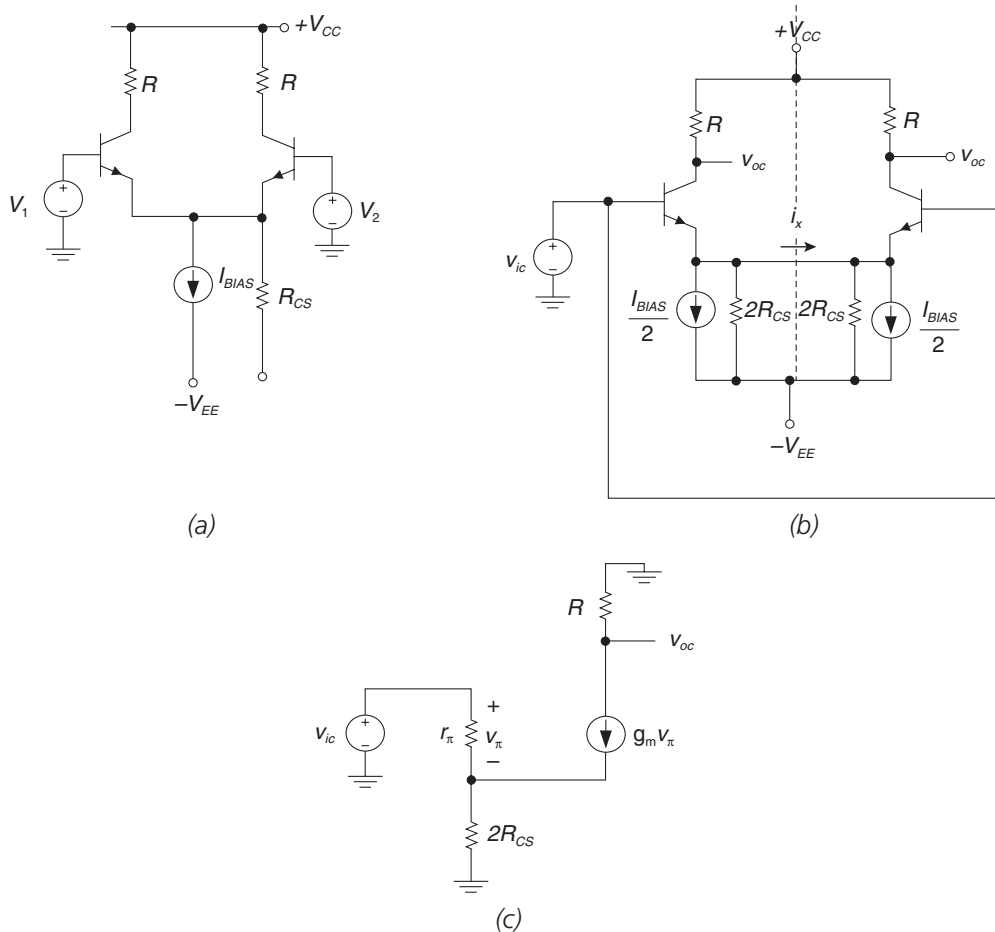 +V_CC
R
R
V_1
+
−
+
−
V_2
I_BIAS
R_CS
−V_EE
(a)
+V_CC
R
R
v_oc
v_oc
i_x
v_ic
+
−
I_BIAS/2
2R_CS
2R_CS
I_BIAS/2
−V_EE
(b)
R
v_oc
v_ic
+
−
r_π
+
v_π
−
g_m v_π
2R_CS
(c)